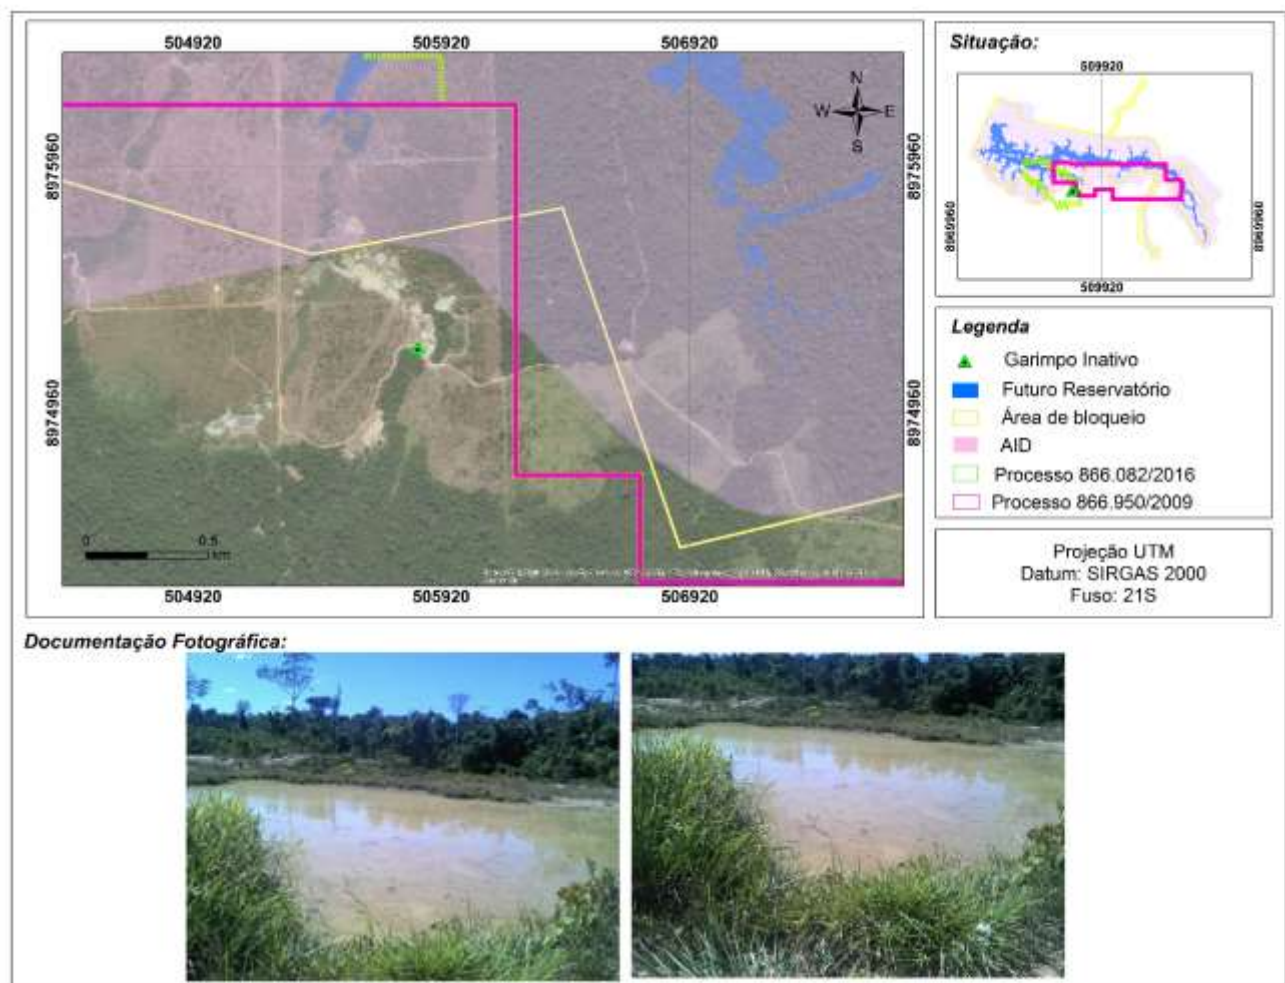 504920
505920
506920
8975960
8975960
8974960
8974960
N
W
E
S
0
0.5
km
504920
505920
506920
Situação:
509920
8969960
8969960
509920
Legenda
Garimpo Inativo
Futuro Reservatório
Área de bloqueio
AID
Processo 866.082/2016
Processo 866.950/2009
Projeção UTM
Datum: SIRGAS 2000
Fuso: 21S
Documentação Fotográfica: